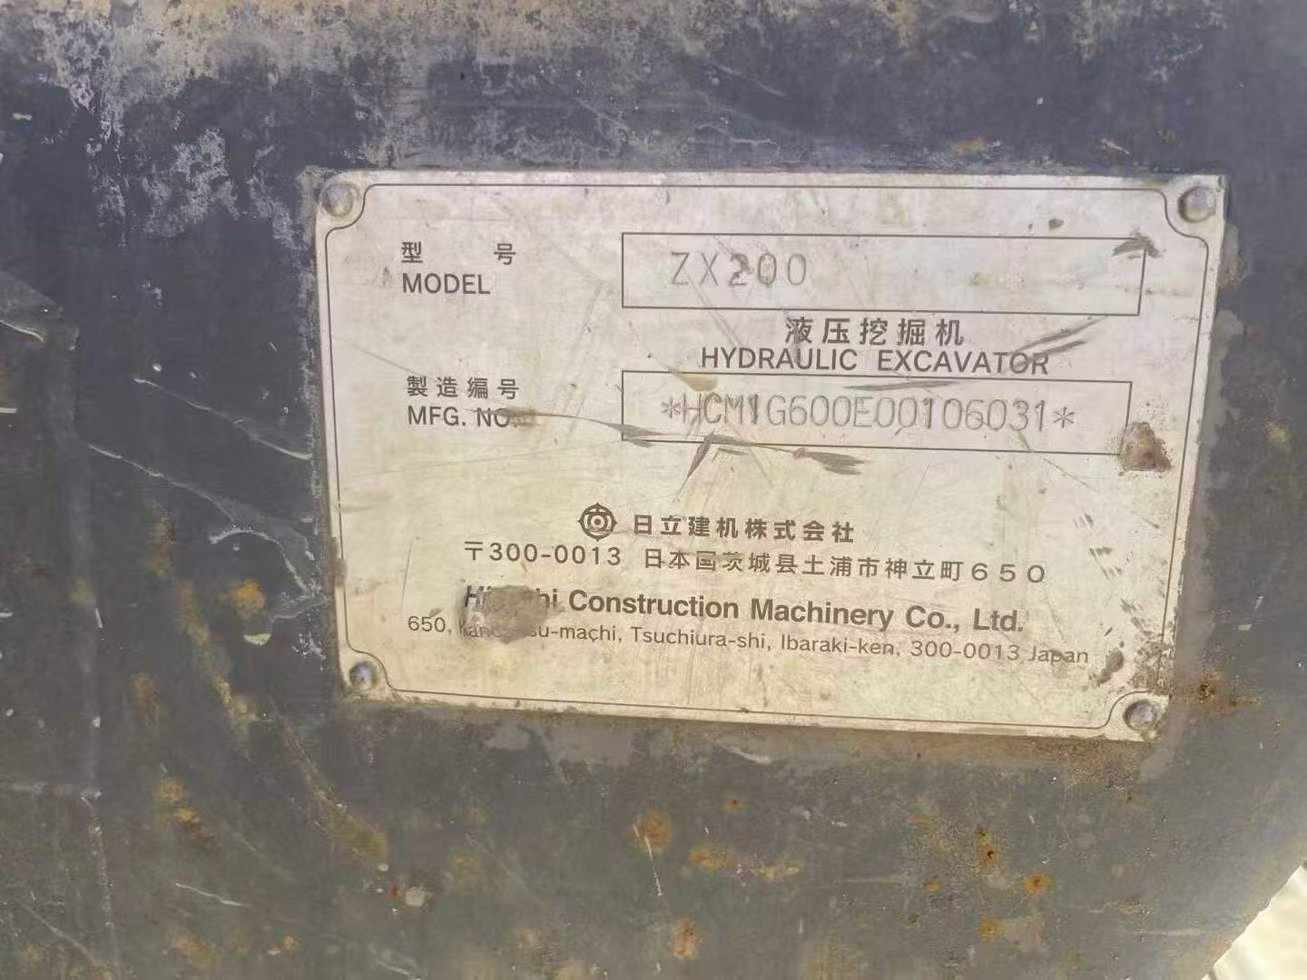 型 号
MODEL
ZX200
液压挖掘机
HYDRAULIC EXCAVATOR
製造编号
MFG. NO.
*HCM1G600E00106031*
日立建机株式会社
〒300-0013 日本国茨城县土浦市神立町650
Construction Machinery Co., Ltd.
650, Tsuchiura-shi, Ibaraki-ken, 300-0013 Japan